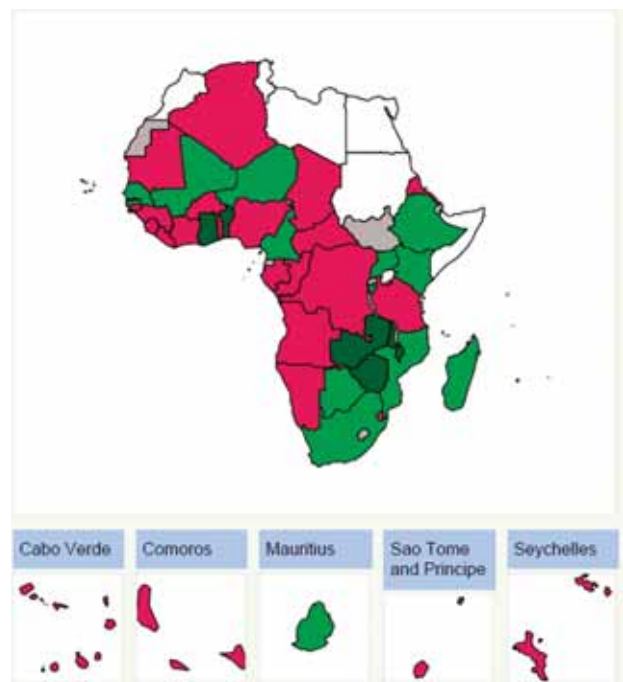 Cabo Verde
Comoros
Mauritius
Sao Tome
and Principe
Seychelles